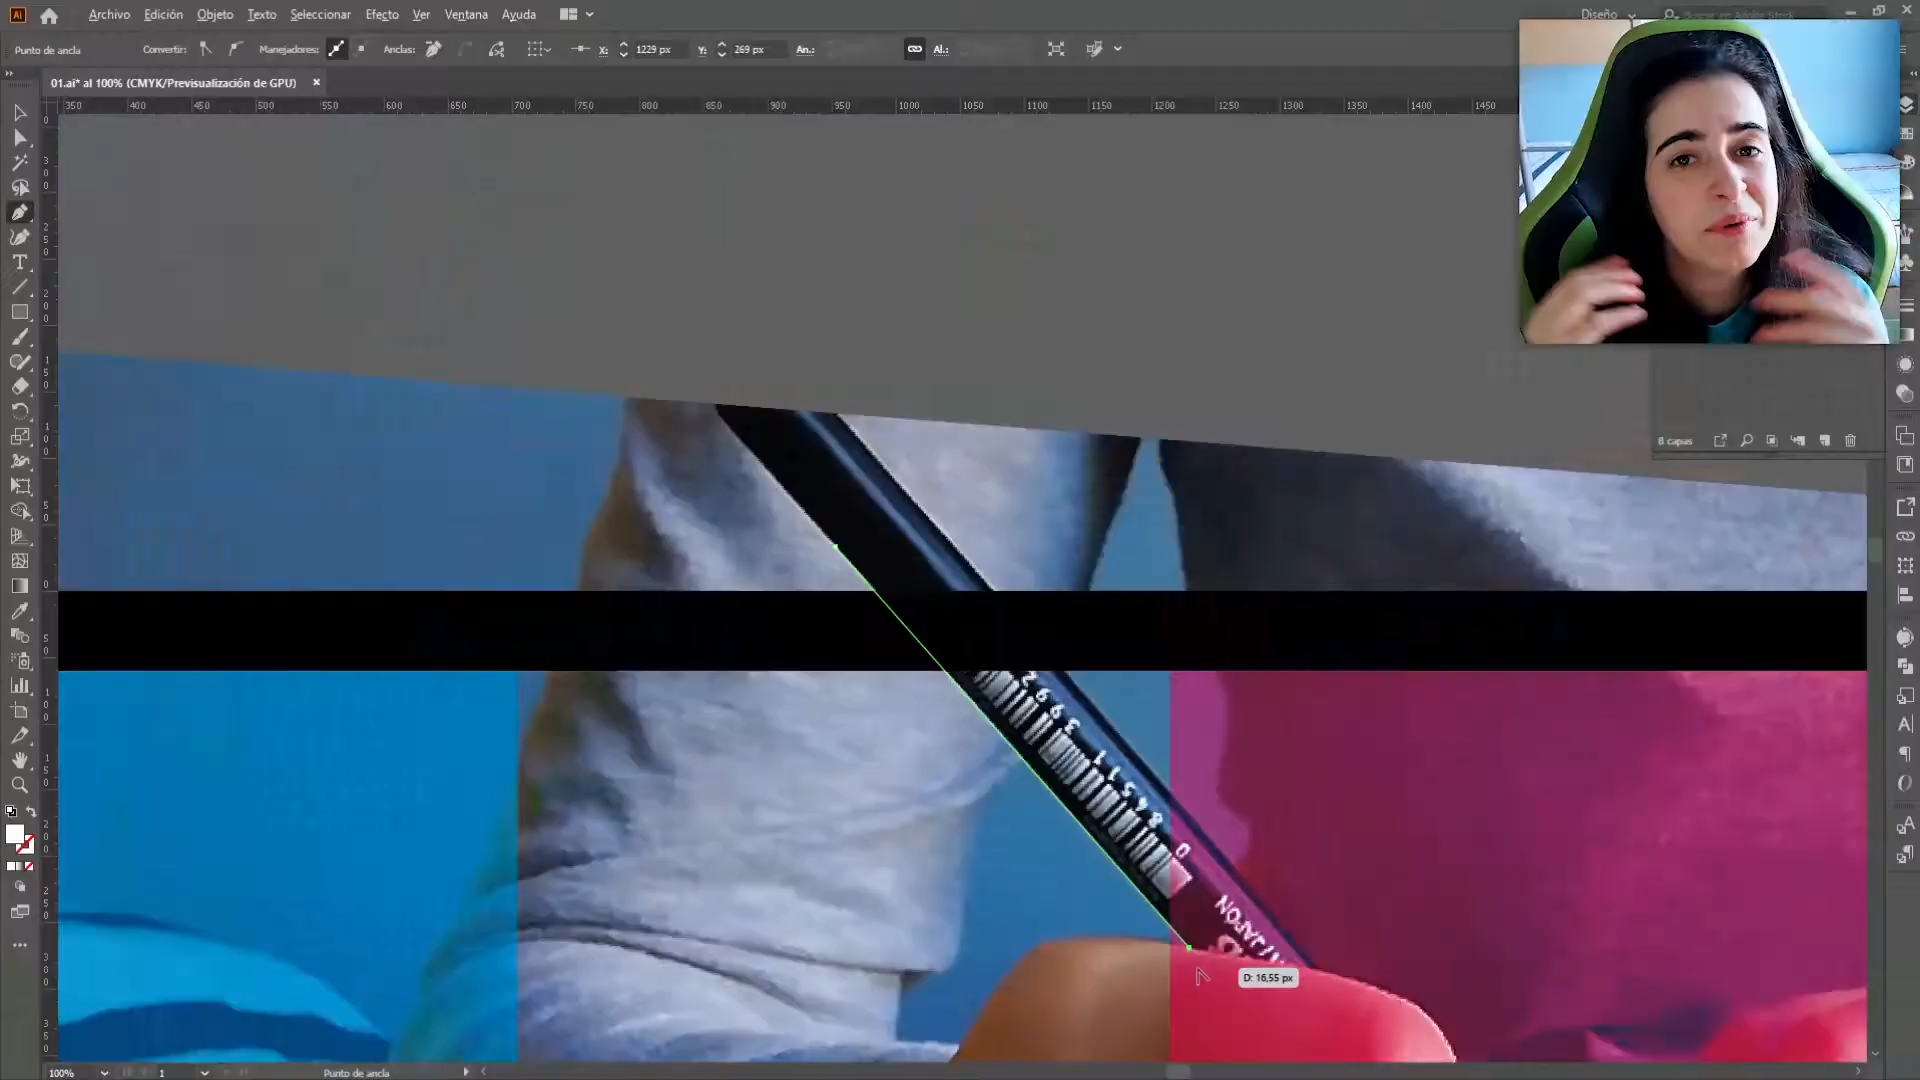 Ai
Archivo Edición Objeto Texto Seleccionar Efecto Ver Ventana Ayuda
Diseño
Punto de ancla
Convertir:
Manejadores:
Anclas:
X: 1229 px
Y: 269 px
An.:
Al.:
01.ai* al 100% (CMYK/Previsualización de GPU)
350 400 450 500 550 600 650 700 750 800 850 900 950 1000 1050 1100 1150 1200 1250 1300 1350 1400 1450
8 capas
D: 16,55 px
100%
1
Punto de ancla